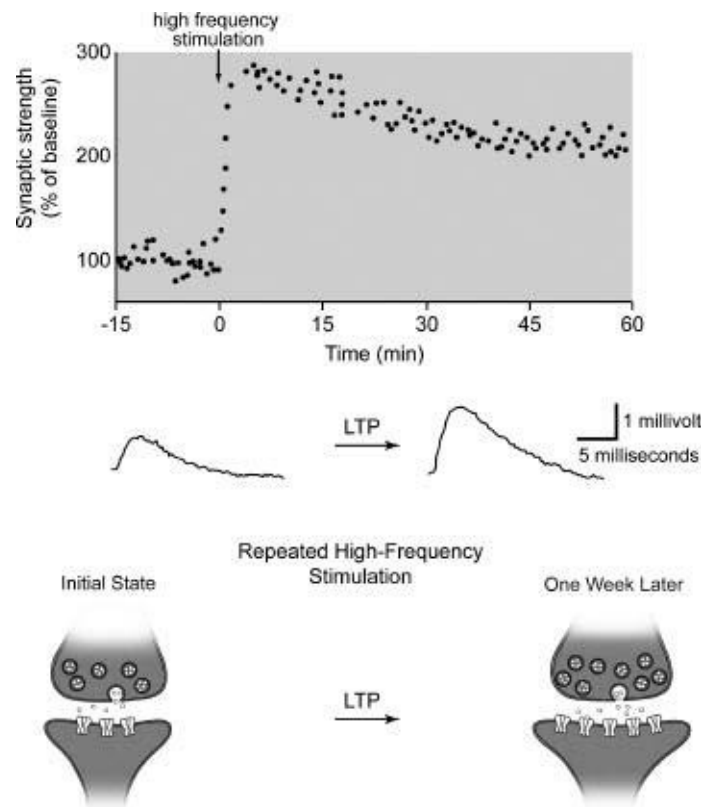 high frequency
stimulation
300
200
100
Synaptic strength
(% of baseline)
-15 0 15 30 45 60
Time (min)
LTP
1 millivolt
5 milliseconds
Repeated High-Frequency
Stimulation
Initial State
One Week Later
LTP